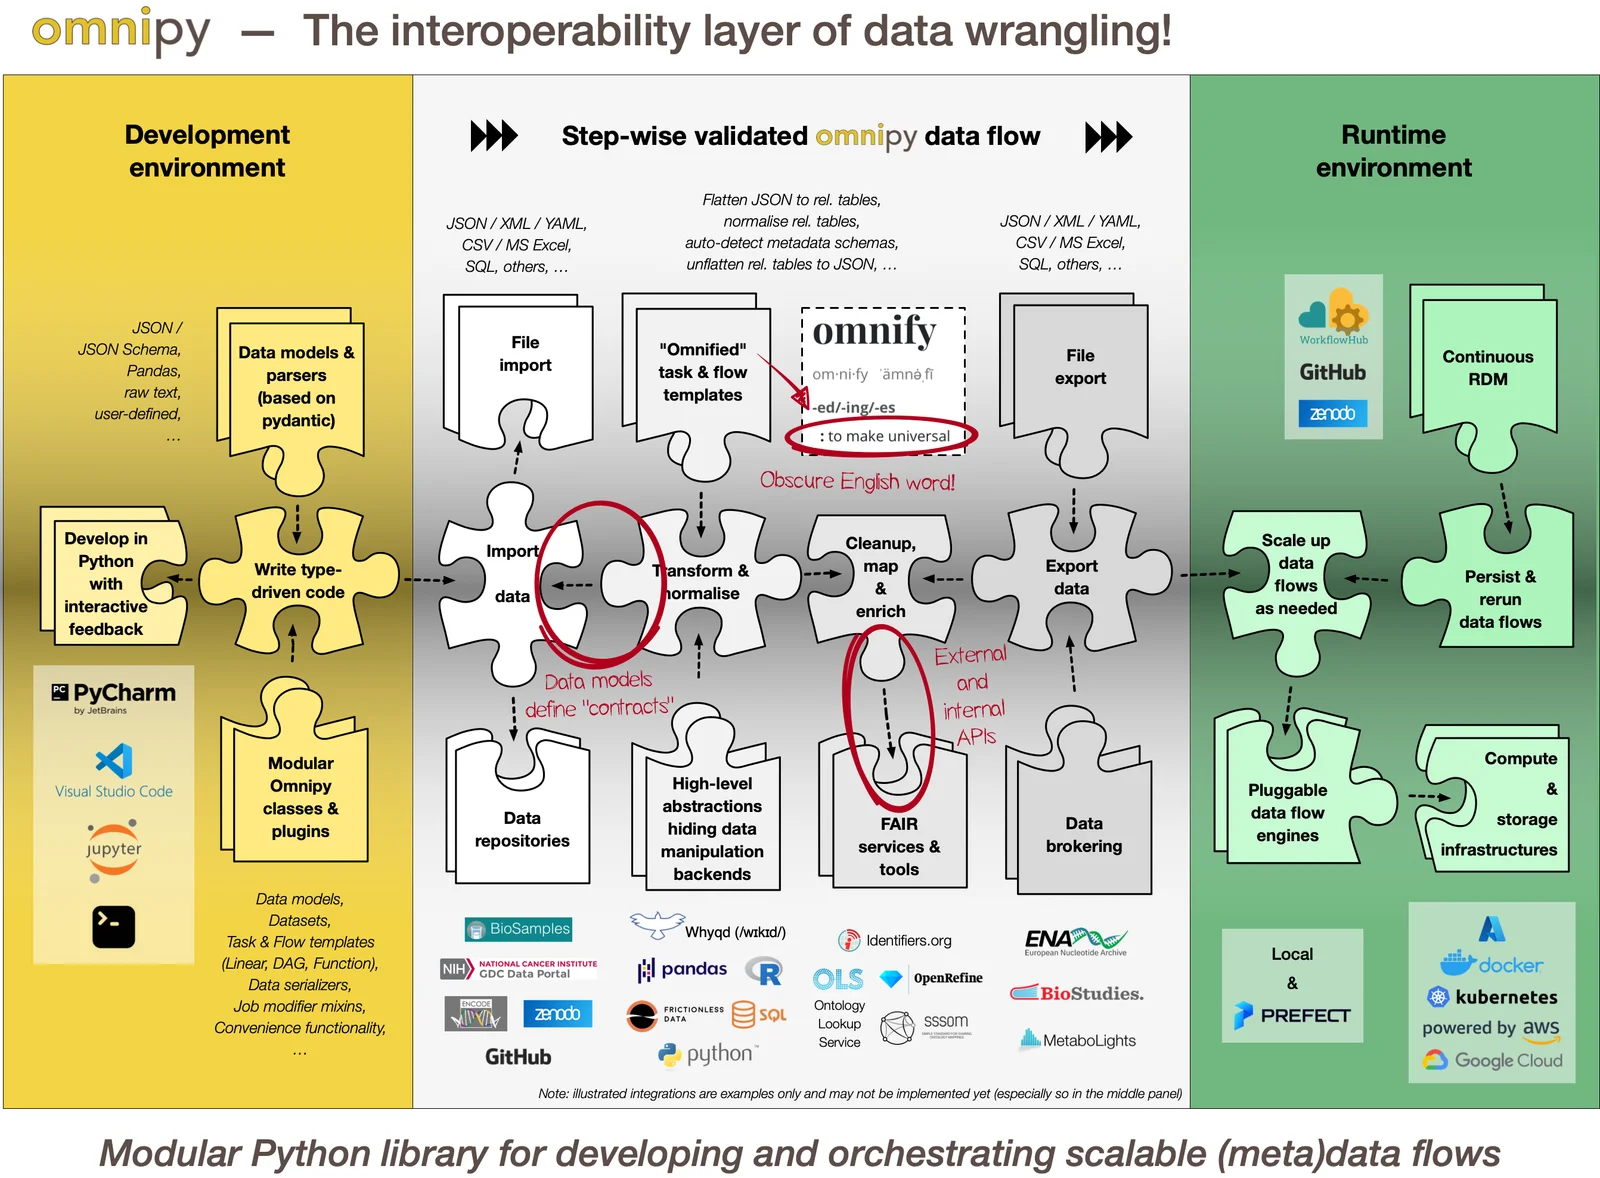 omnipy — The interoperability layer of data wrangling!
Development
environment
JSON /
JSON Schema,
Pandas,
raw text,
user-defined,
...
Data models &
parsers
(based on
pydantic)
Develop in
Python
with
interactive
feedback
Write type-
driven code
PC
PyCharm
by JetBrains
Visual Studio Code
jupyter
>-
Modular
Omnipy
classes &
plugins
Data models,
Datasets,
Task & Flow templates
(Linear, DAG, Function),
Data serializers,
Job modifier mixins,
Convenience functionality,
...
Step-wise validated omnipy data flow
JSON / XML / YAML,
CSV / MS Excel,
SQL, others, ...
Flatten JSON to rel. tables,
normalise rel. tables,
auto-detect metadata schemas,
unflatten rel. tables to JSON, ...
JSON / XML / YAML,
CSV / MS Excel,
SQL, others, ...
File
import
"Omnified"
task & flow
templates
omnify
om·ni·fy ˈämnə̇ˌfī
-ed/-ing/-es
: to make universal
Obscure English word!
File
export
Import
data
Transform &
normalise
Cleanup,
map
&
enrich
Export
data
Data models
define "contracts"
External
and
internal
APIs
Data
repositories
High-level
abstractions
hiding data
manipulation
backends
FAIR
services &
tools
Data
brokering
BioSamples
NIH NATIONAL CANCER INSTITUTE
GDC Data Portal
ENCODE
zenodo
GitHub
Whyqd (/wɪkɪd/)
pandas
R
FRICTIONLESS
DATA
SQL
python™
Identifiers.org
OLS
Ontology
Lookup
Service
OpenRefine
SSSOM
ENA
European Nucleotide Archive
BioStudies.
MetaboLights
Note: illustrated integrations are examples only and may not be implemented yet (especially so in the middle panel)
Runtime
environment
WorkflowHub
GitHub
zenodo
Continuous
RDM
Scale up
data
flows
as needed
Persist &
rerun
data flows
Pluggable
data flow
engines
Compute
&
storage
infrastructures
Local
&
PREFECT
docker
kubernetes
powered by aws
Google Cloud
Modular Python library for developing and orchestrating scalable (meta)data flows